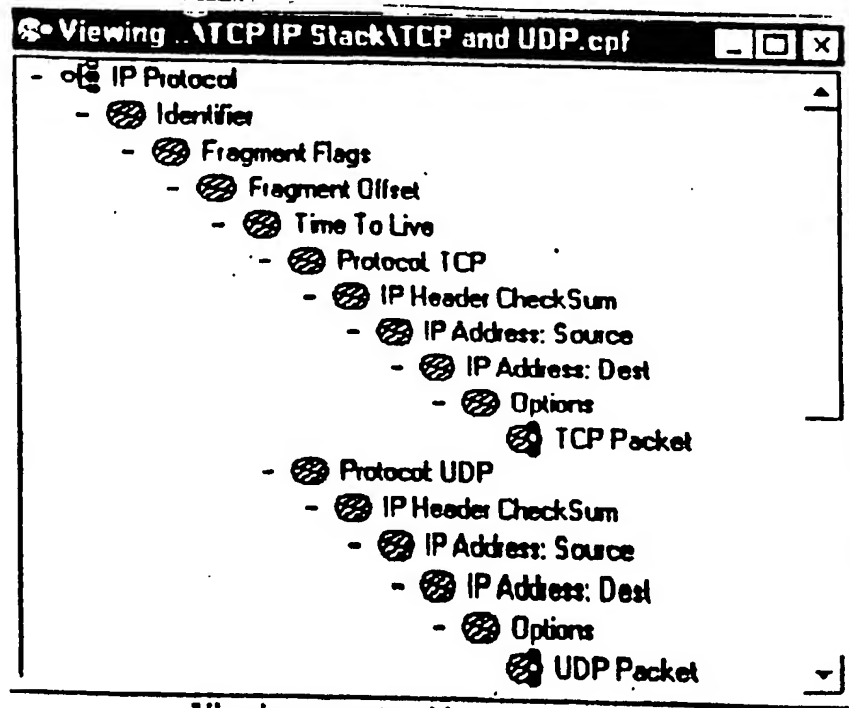 Viewing ..\TCP IP Stack\TCP and UDP.cpf
- IP Protocol
- Identifier
- Fragment Flags
- Fragment Offset
- Time To Live
- Protocol: TCP
- IP Header CheckSum
- IP Address: Source
- IP Address: Dest
- Options
TCP Packet
- Protocol: UDP
- IP Header CheckSum
- IP Address: Source
- IP Address: Dest
- Options
UDP Packet